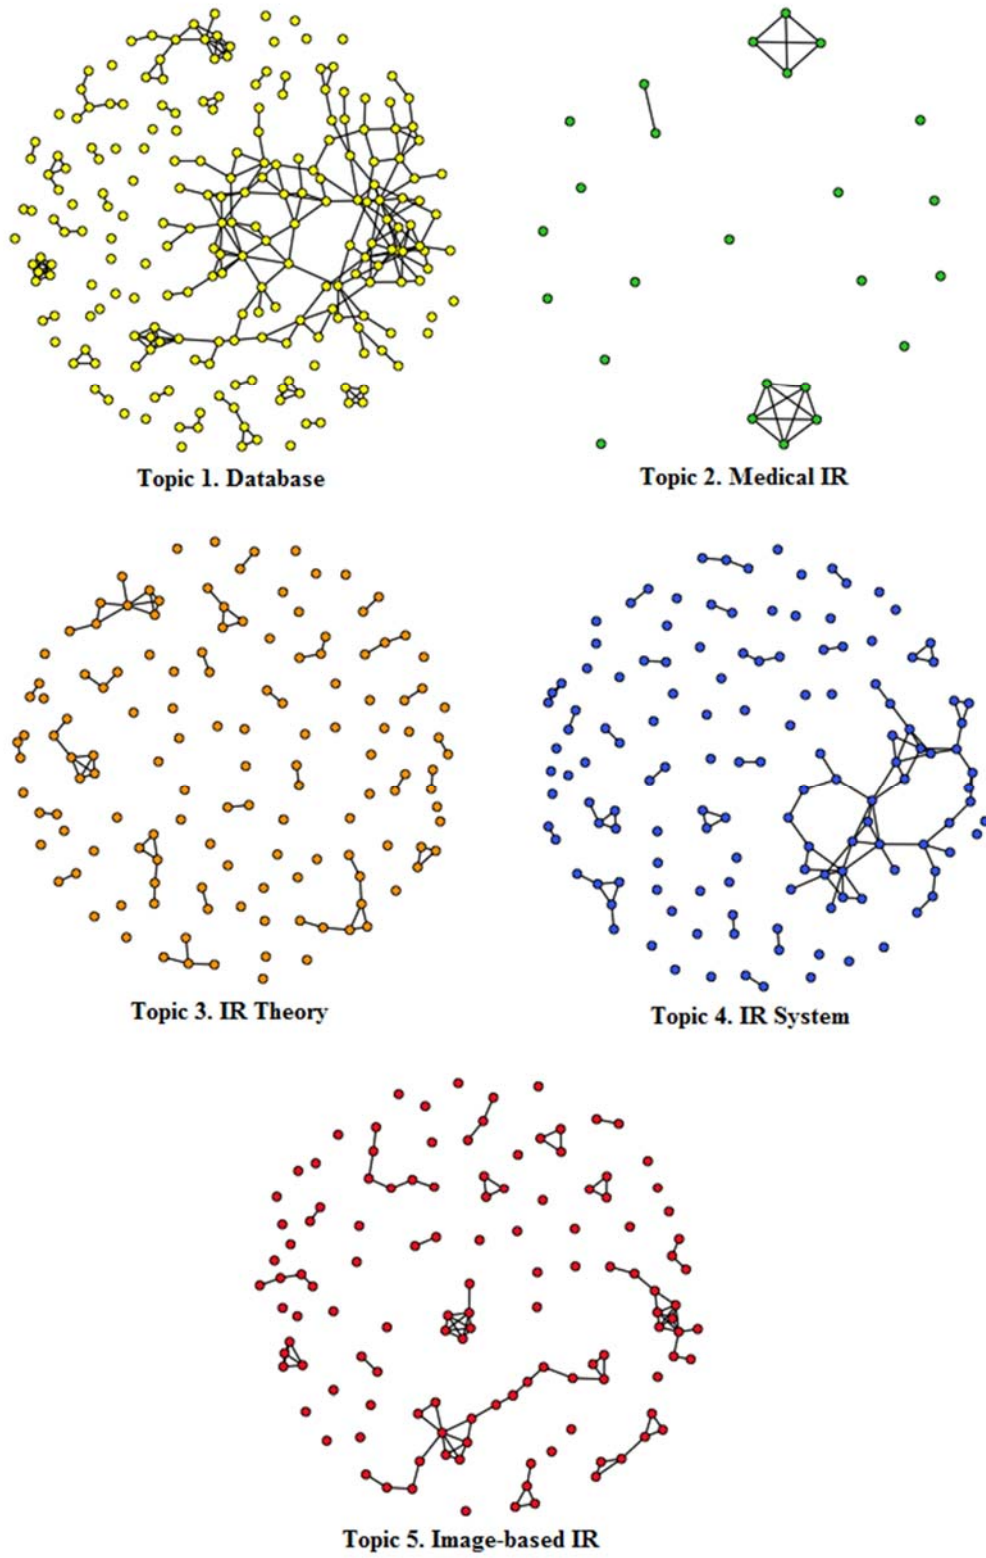 Topic 1. Database
Topic 2. Medical IR
Topic 3. IR Theory
Topic 4. IR System
Topic 5. Image-based IR